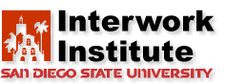 Interwork
Institute
SAN DIEGO STATE UNIVERSITY